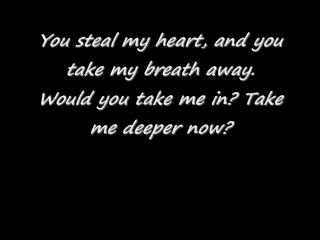 You steal my heart, and you
take my breath away.
Would you take me in? Take
me deeper now?